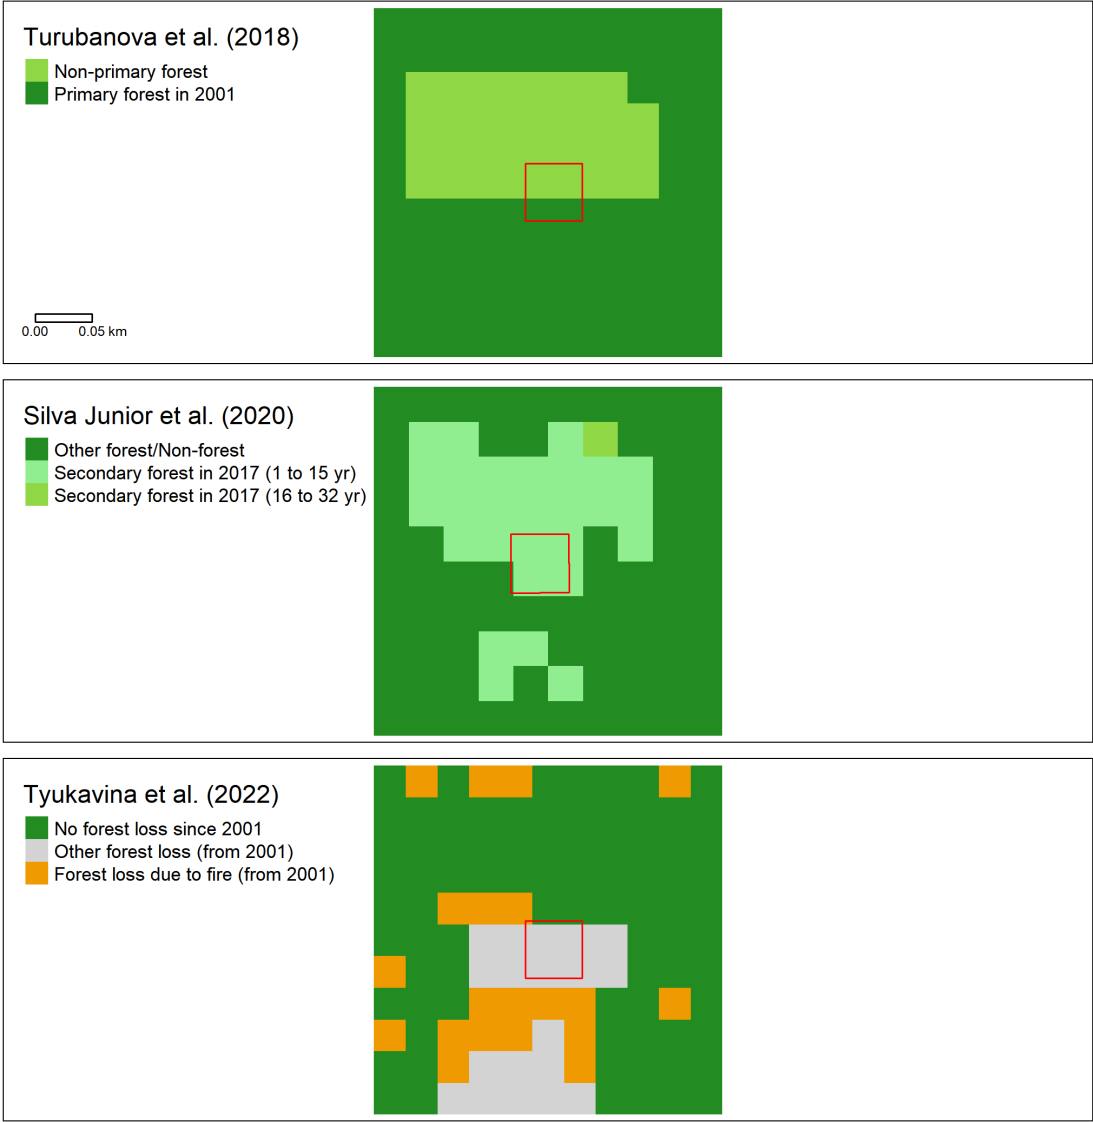 Turubanova et al. (2018)
Non-primary forest
Primary forest in 2001
0.00 0.05 km
Silva Junior et al. (2020)
Other forest/Non-forest
Secondary forest in 2017 (1 to 15 yr)
Secondary forest in 2017 (16 to 32 yr)
Tyukavina et al. (2022)
No forest loss since 2001
Other forest loss (from 2001)
Forest loss due to fire (from 2001)